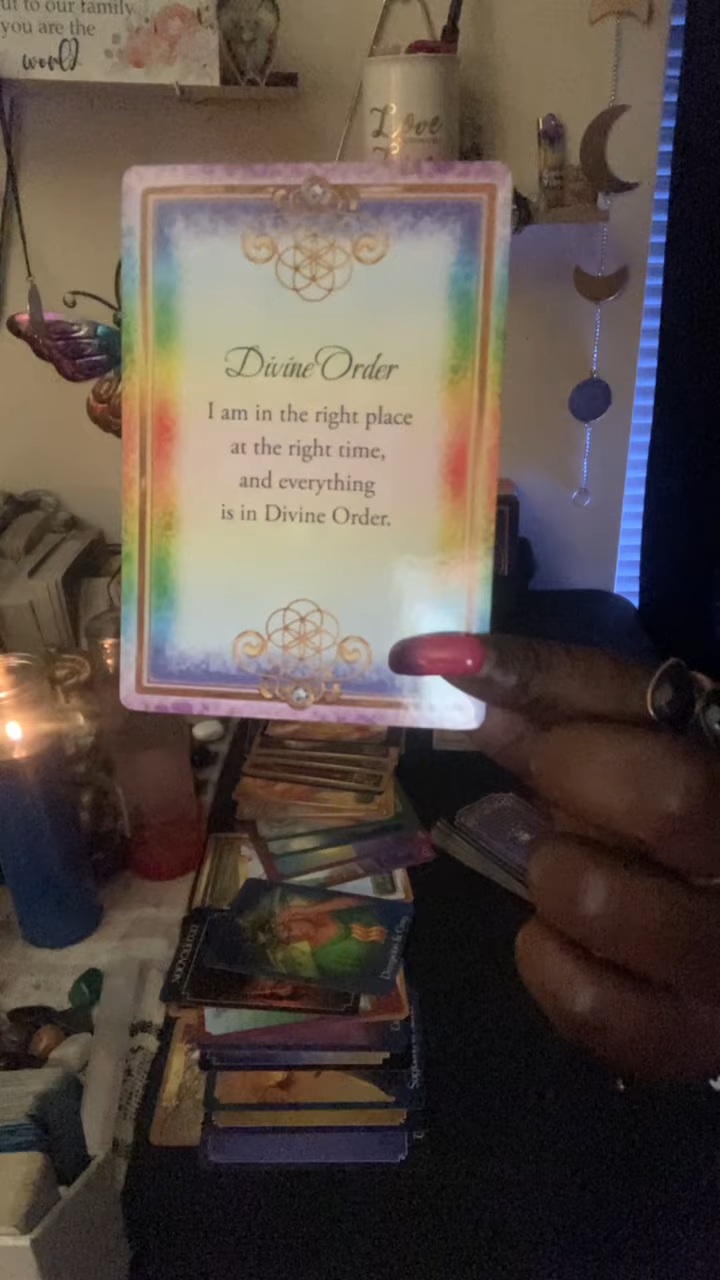 ut to our family
you are the
world
Love
Divine Order
I am in the right place
at the right time,
and everything
is in Divine Order.